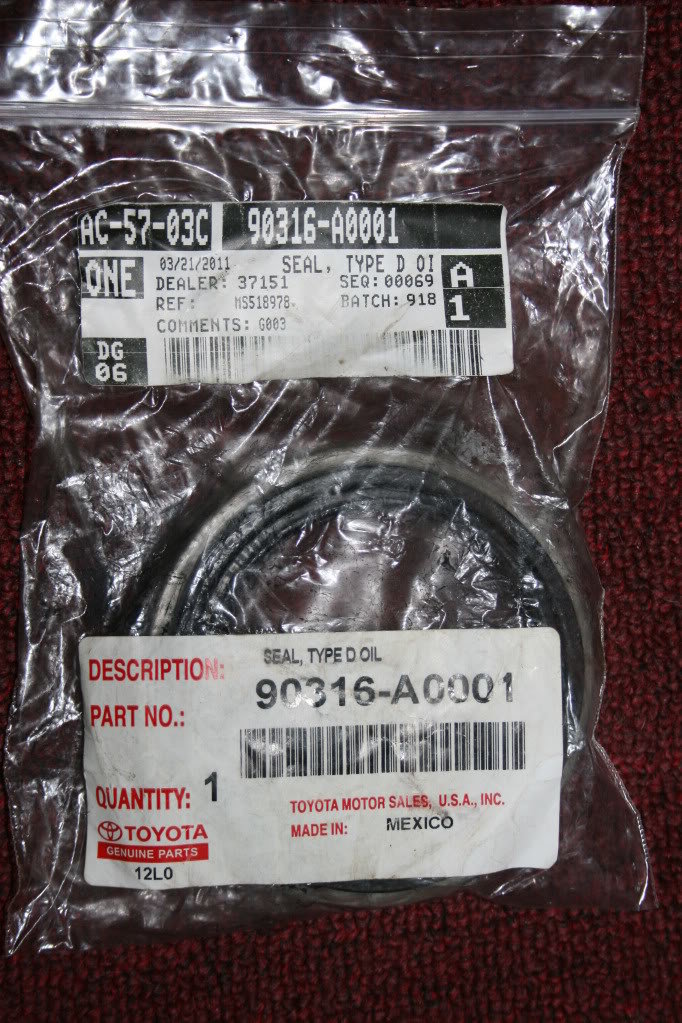 AC-57-03C 90316-A0001
ONE 03/21/2011 SEAL, TYPE D OI A
DEALER: 37151 SEQ: 00069
REF: MS518978 BATCH: 918 1
COMMENTS: G003
DG
06
DESCRIPTION: SEAL, TYPE D OIL
PART NO.: 90316-A0001
QUANTITY: 1
TOYOTA MOTOR SALES, U.S.A., INC.
MADE IN: MEXICO
TOYOTA
GENUINE PARTS
12L0